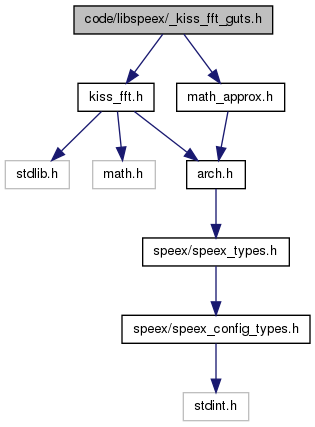 code/libspeex/_kiss_fft_guts.h
kiss_fft.h
math_approx.h
stdlib.h
math.h
arch.h
speex/speex_types.h
speex/speex_config_types.h
stdint.h